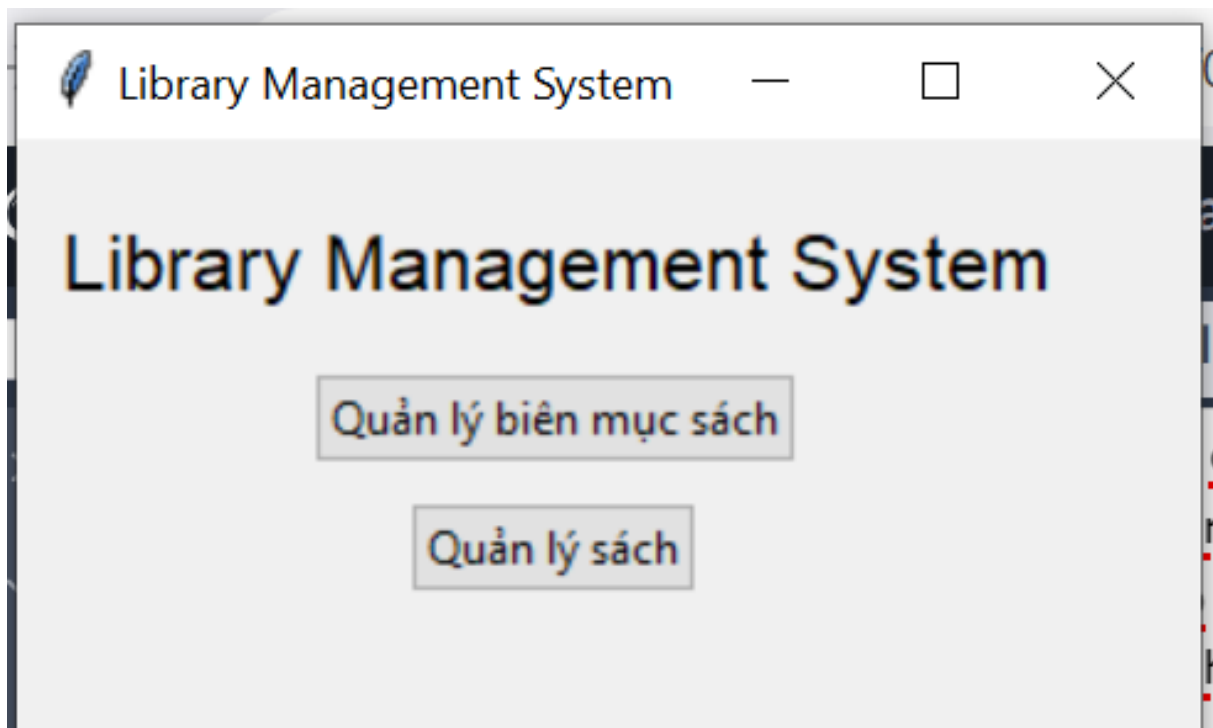 Library Management System
Library Management System
Quản lý biên mục sách
Quản lý sách